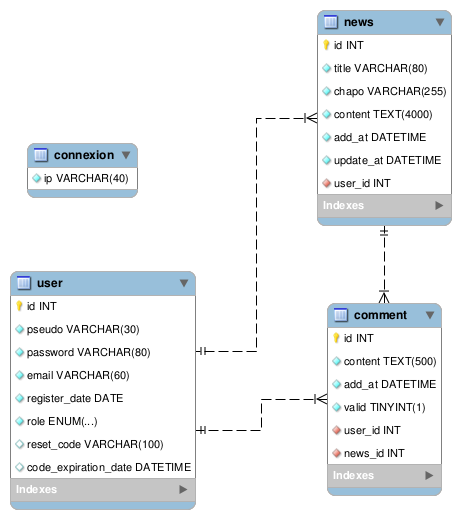 news
id INT
title VARCHAR(80)
chapo VARCHAR(255)
content TEXT(4000)
add_at DATETIME
update_at DATETIME
user_id INT
Indexes
connexion
ip VARCHAR(40)
user
id INT
pseudo VARCHAR(30)
password VARCHAR(80)
email VARCHAR(60)
register_date DATE
role ENUM(...)
reset_code VARCHAR(100)
code_expiration_date DATETIME
Indexes
comment
id INT
content TEXT(500)
add_at DATETIME
valid TINYINT(1)
user_id INT
news_id INT
Indexes